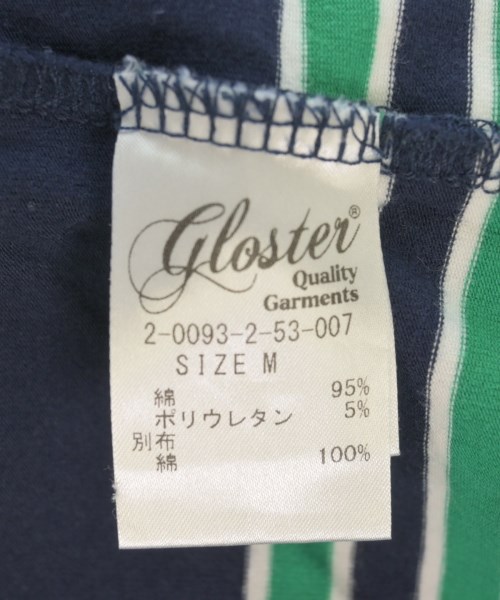 Gloster®
Quality
Garments
2-0093-2-53-007
SIZE M
綿 95%
ポリウレタン 5%
別布
綿 100%